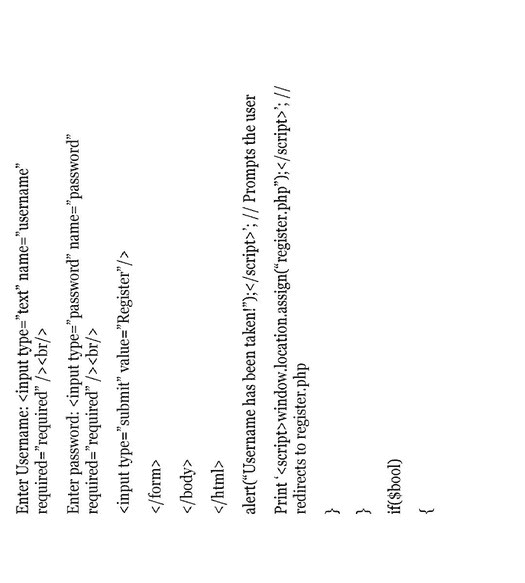 Enter Username: <input type=”text” name=”username”
required=”required” /><br/>
Enter password: <input type=”password” name=”password”
required=”required” /><br/>
<input type=”submit” value=”Register”/>
</form>
</body>
</html>
alert(“Username has been taken!”);</script>’; // Prompts the user
Print ‘ <script>window.location.assign(“register.php”);</script>’; //
redirects to register.php
}
}
if($bool)
{